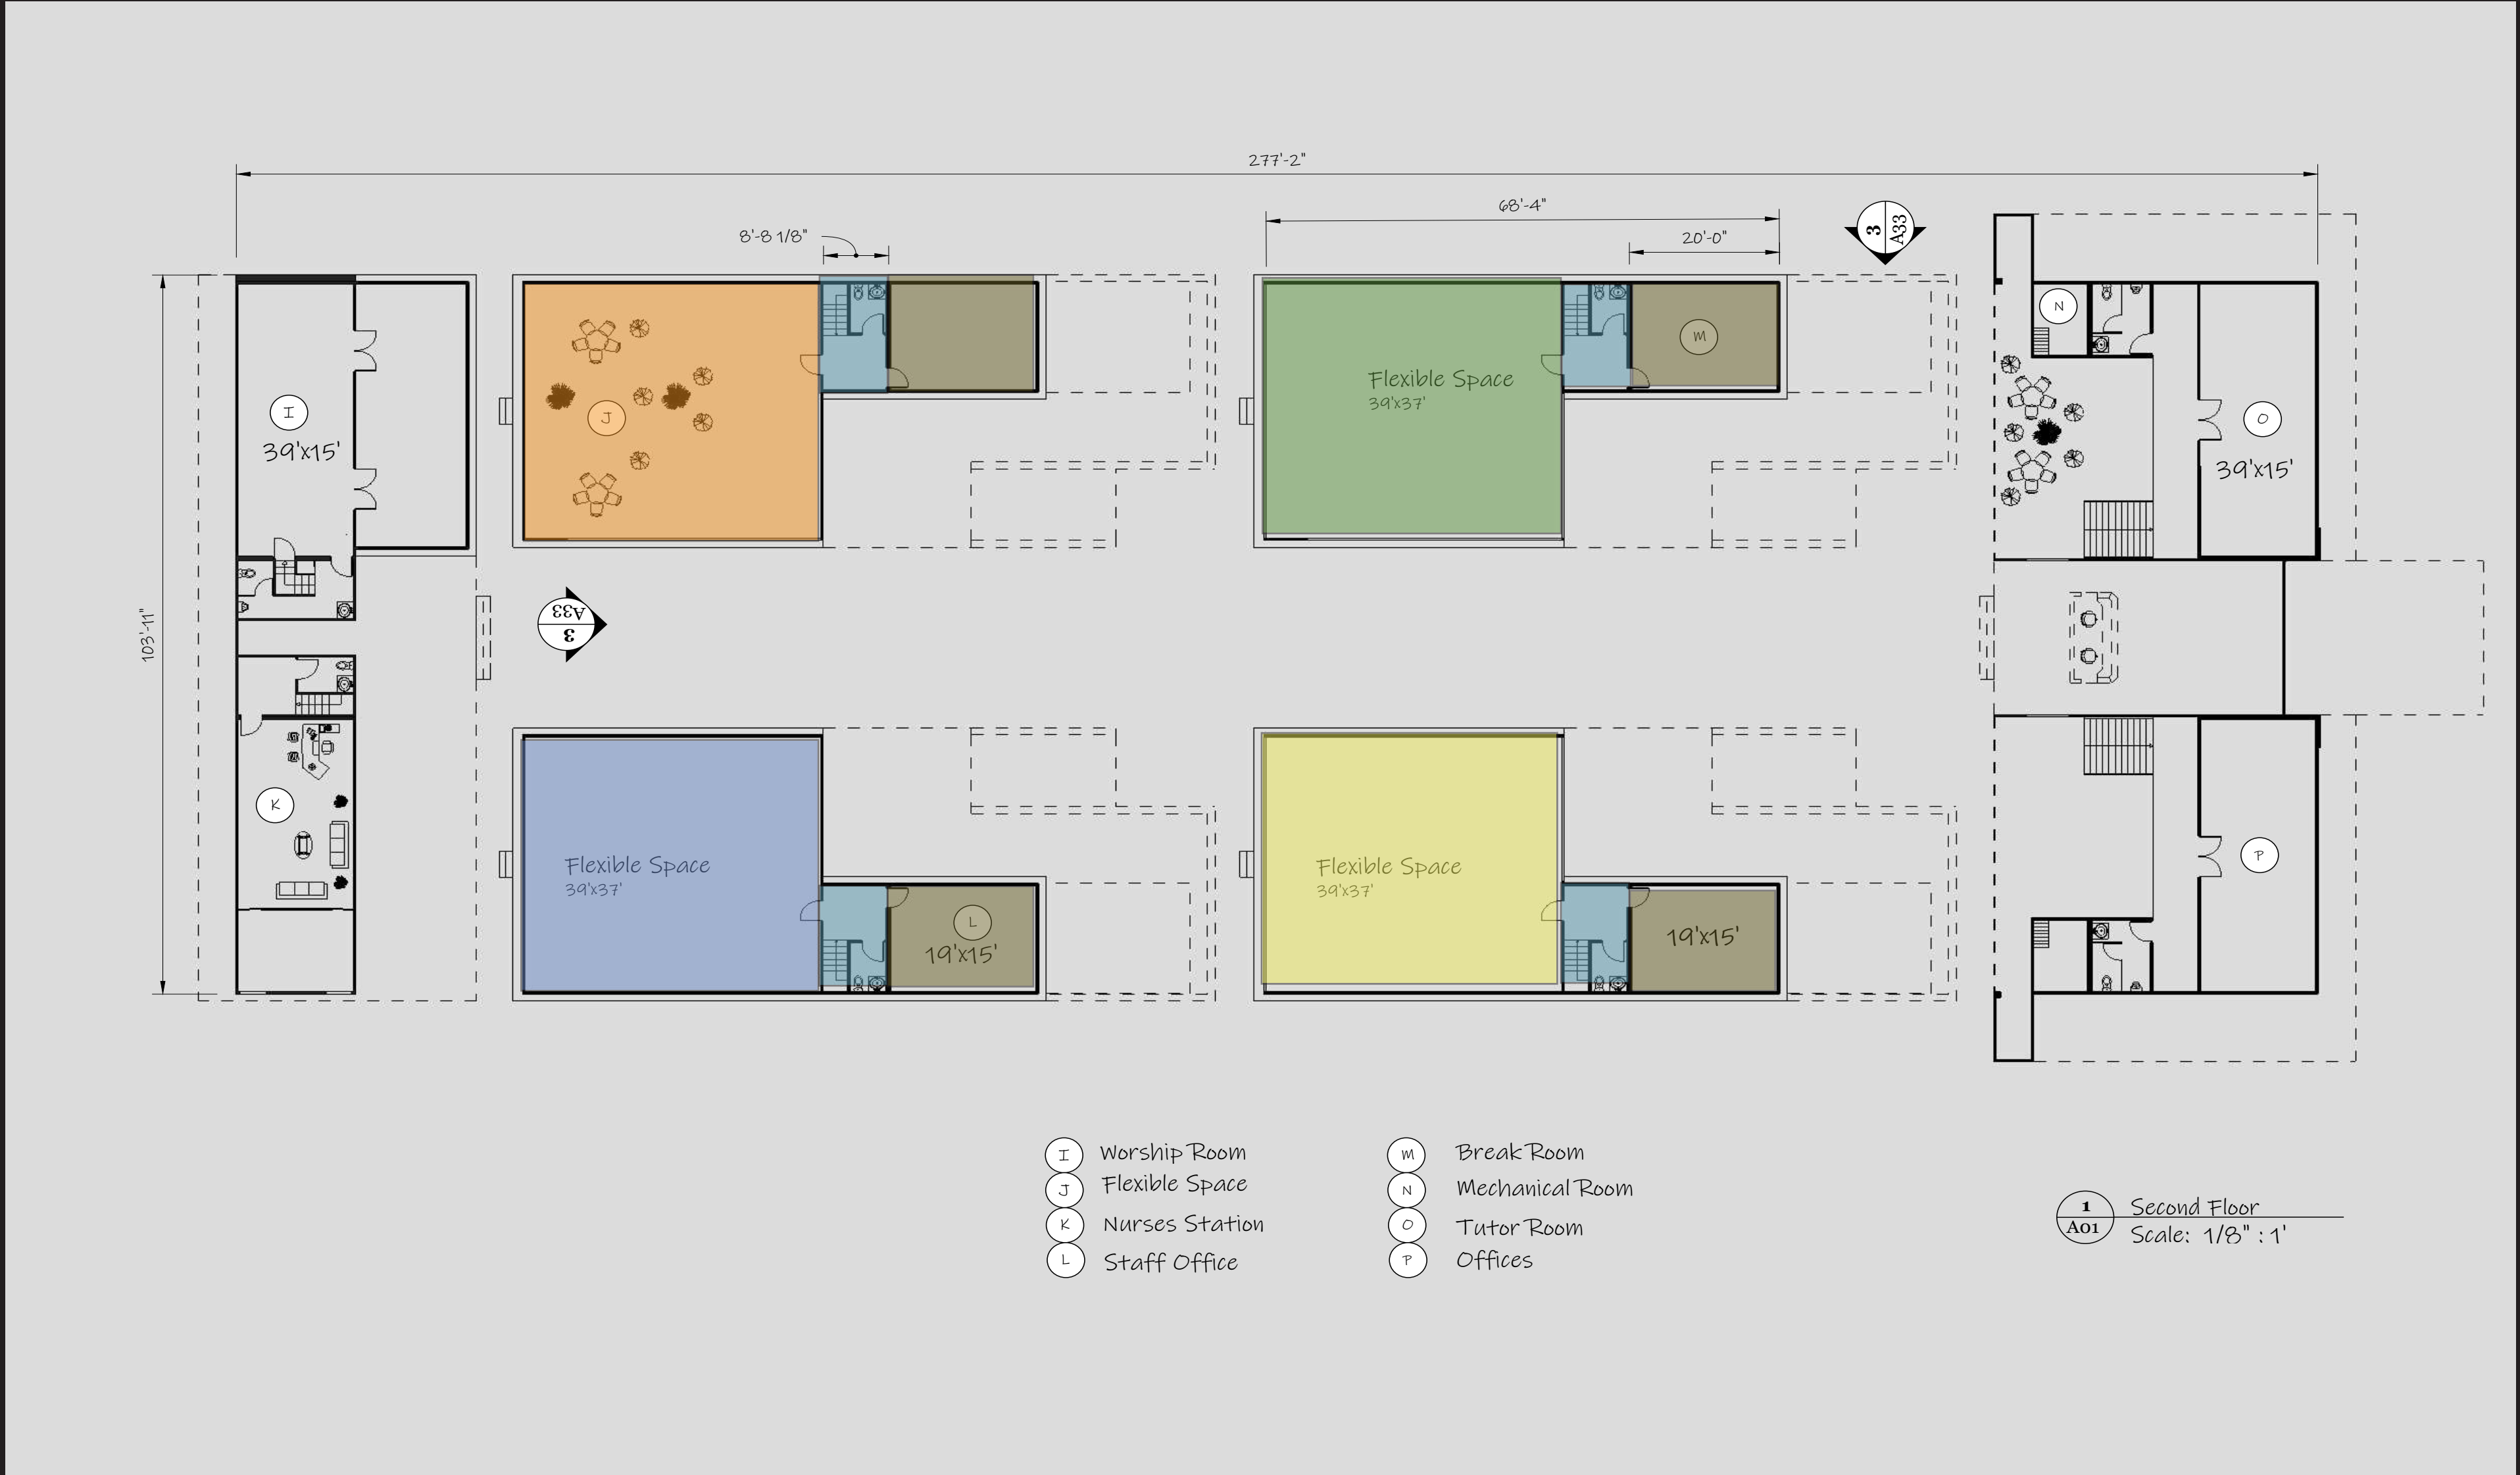 277'-2"
68'-4"
8'-8 1/8"
20'-0"
3
A33
N
M
Flexible Space
39'x37'
I
39'x15'
J
O
39'x15'
103'-11"
A33
3
K
P
Flexible Space
39'x37'
Flexible Space
39'x37'
L
19'x15'
19'x15'
I Worship Room
J Flexible Space
K Nurses Station
L Staff Office
M Break Room
N Mechanical Room
O Tutor Room
P Offices
1
A01
Second Floor
Scale: 1/8" : 1'